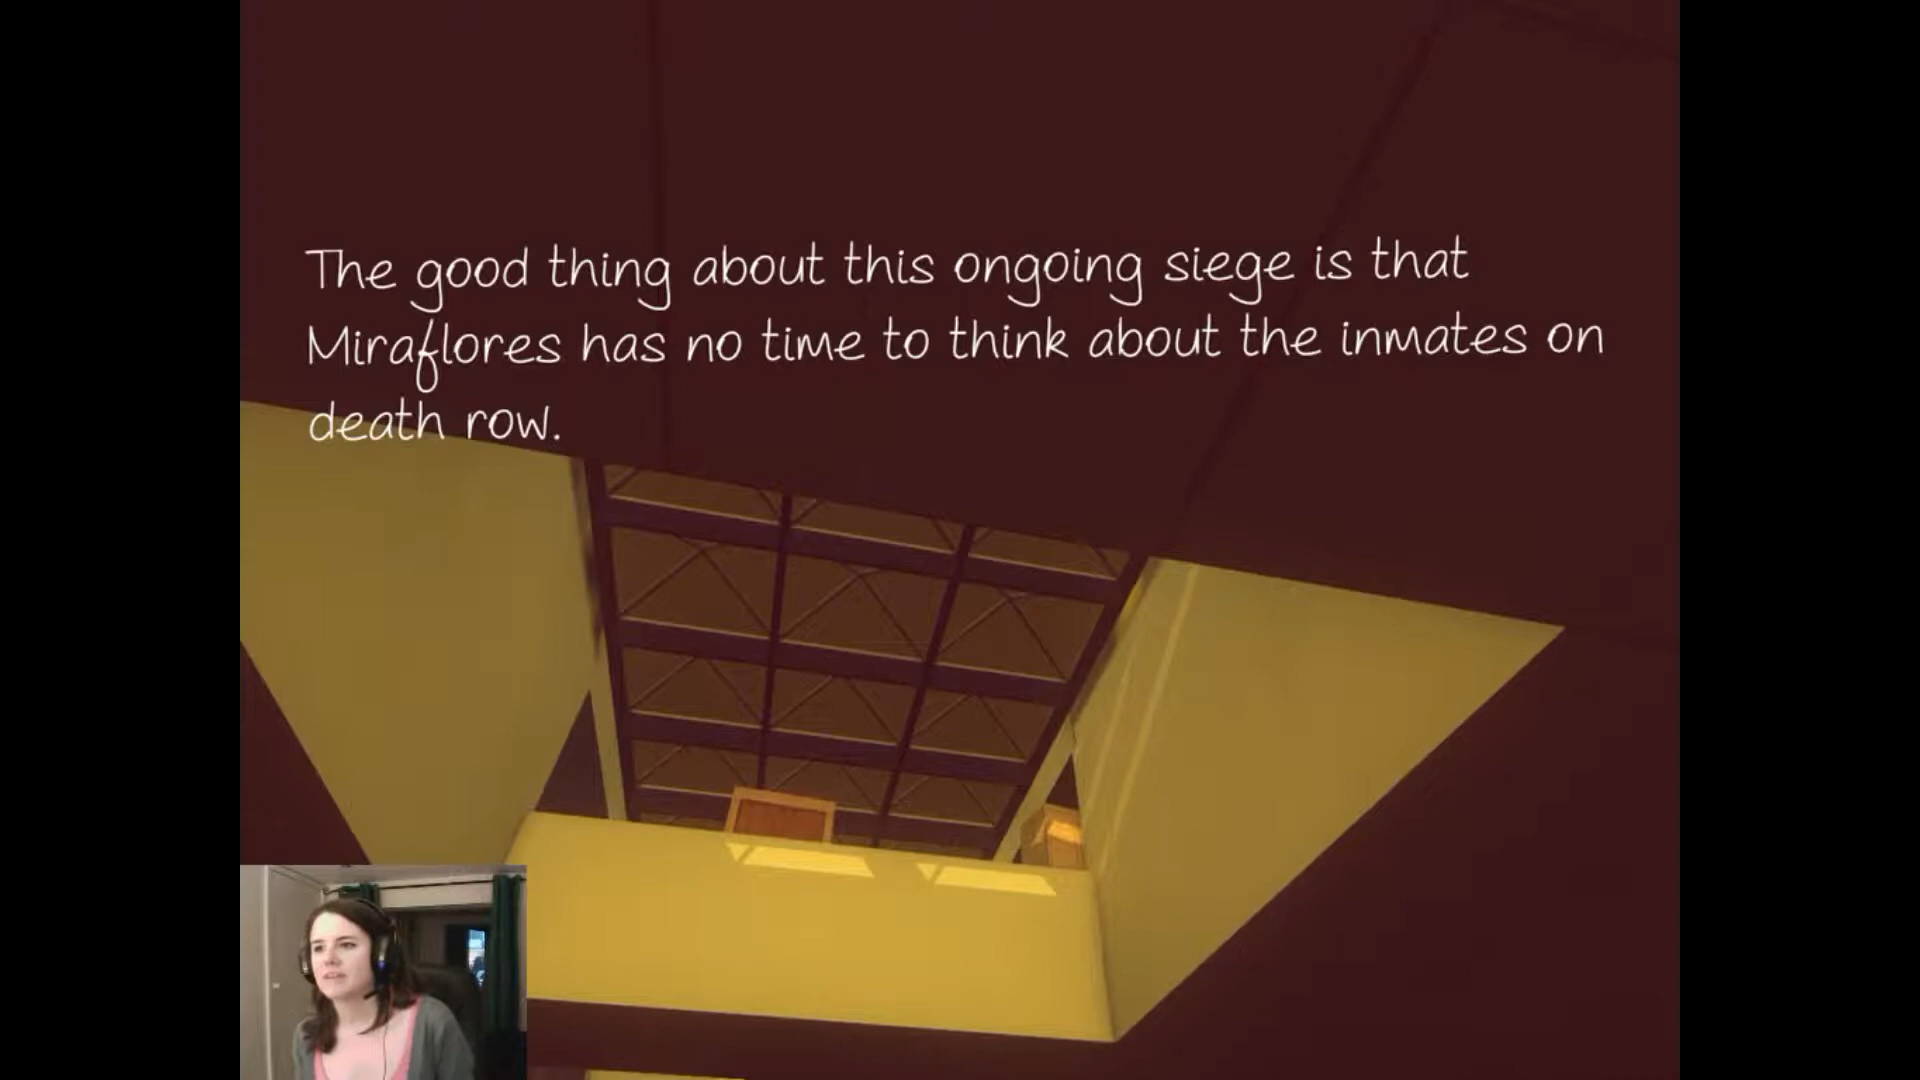 The good thing about this ongoing siege is that
Miraflores has no time to think about the inmates on
death row.